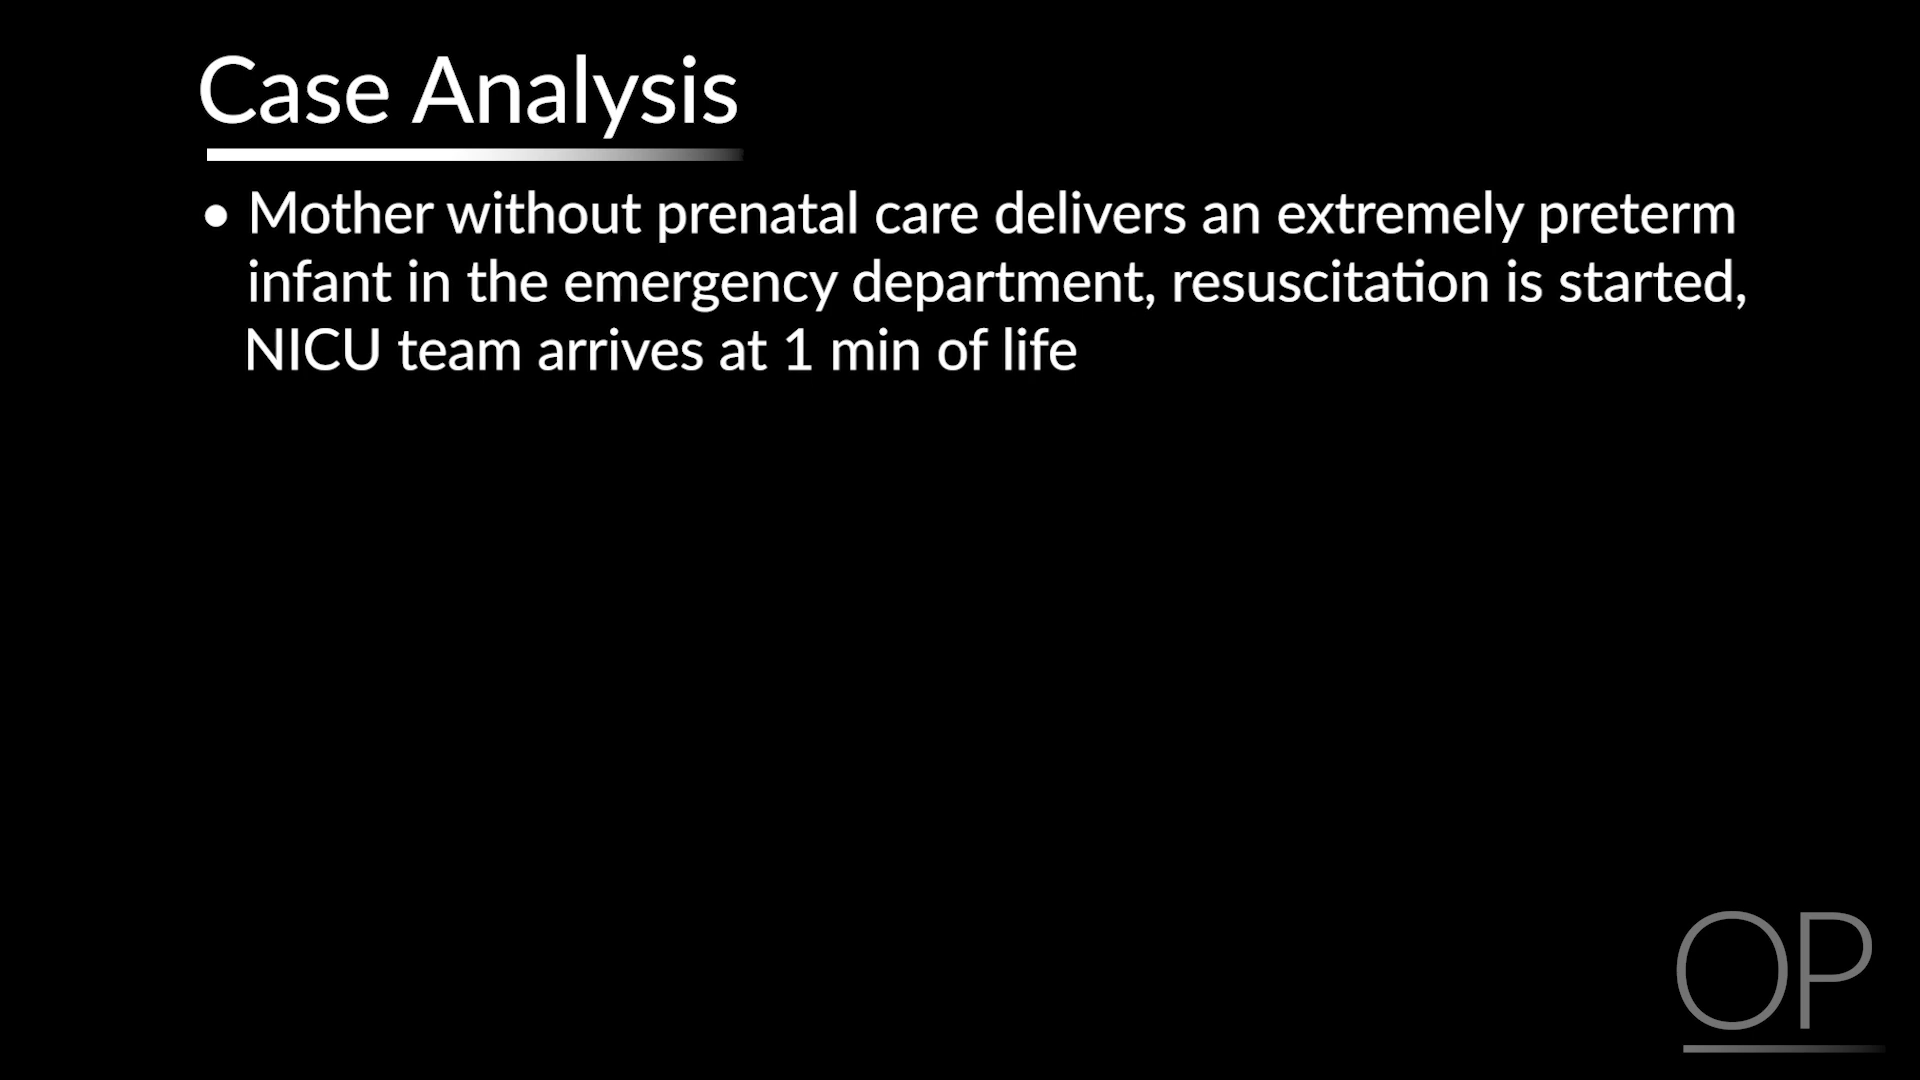 Case Analysis
• Mother without prenatal care delivers an extremely preterm
infant in the emergency department, resuscitation is started,
NICU team arrives at 1 min of life
OP